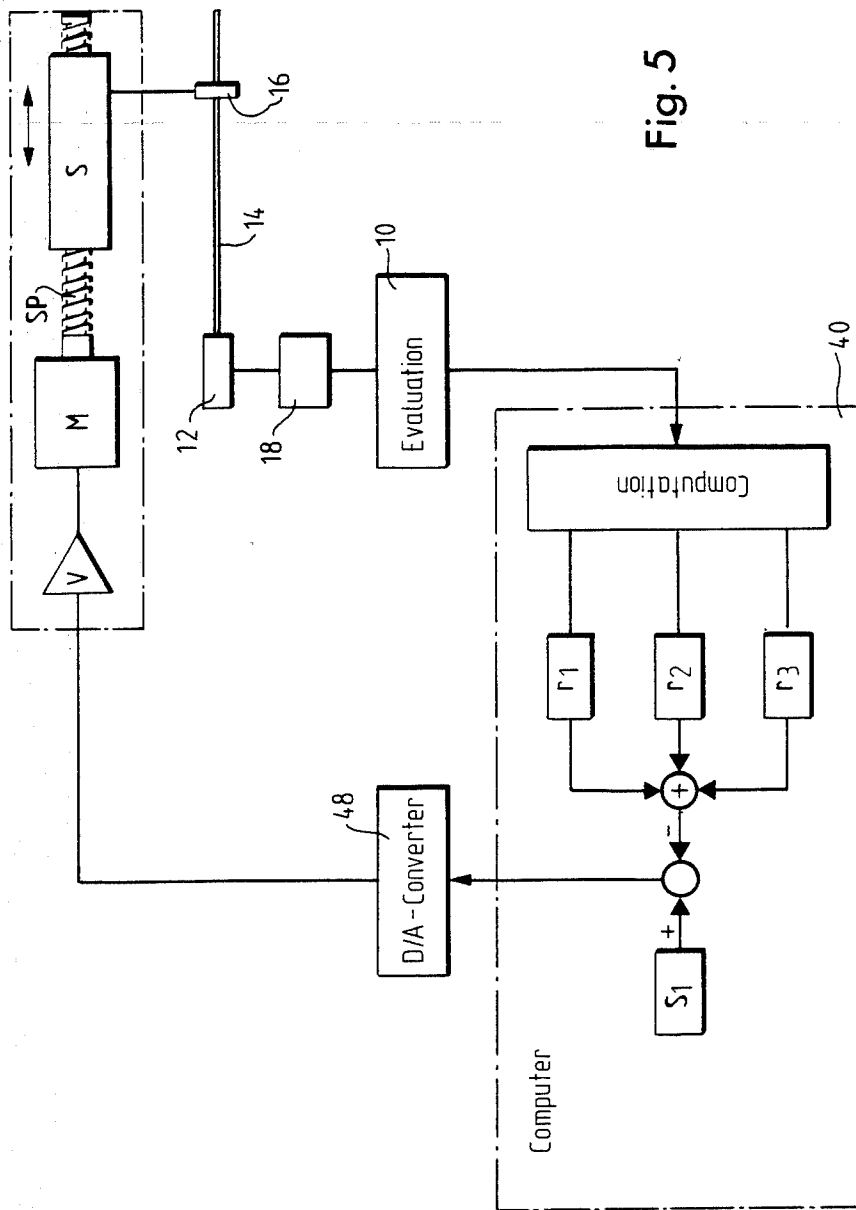 V
M
SP
S
16
14
12
18
10
Evaluation
48
D/A-Converter
40
Computer
Computation
r1
r2
r3
+
-
+
S1
Fig. 5